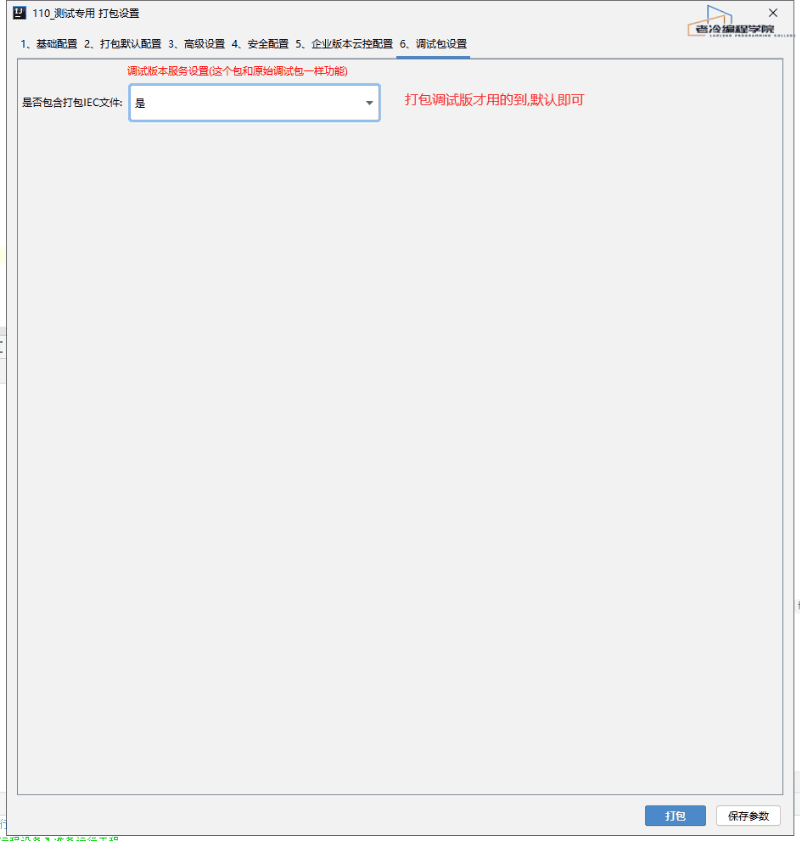 110_测试专用 打包设置
老冷编程学院
1、基础配置 2、打包默认配置 3、高级设置 4、安全配置 5、企业版本云控配置 6、调试包设置
调试版本服务设置(这个包和原始调试包一样功能)
是否包含打包IEC文件: 是 打包调试版才用的到,默认即可
打包 保存参数